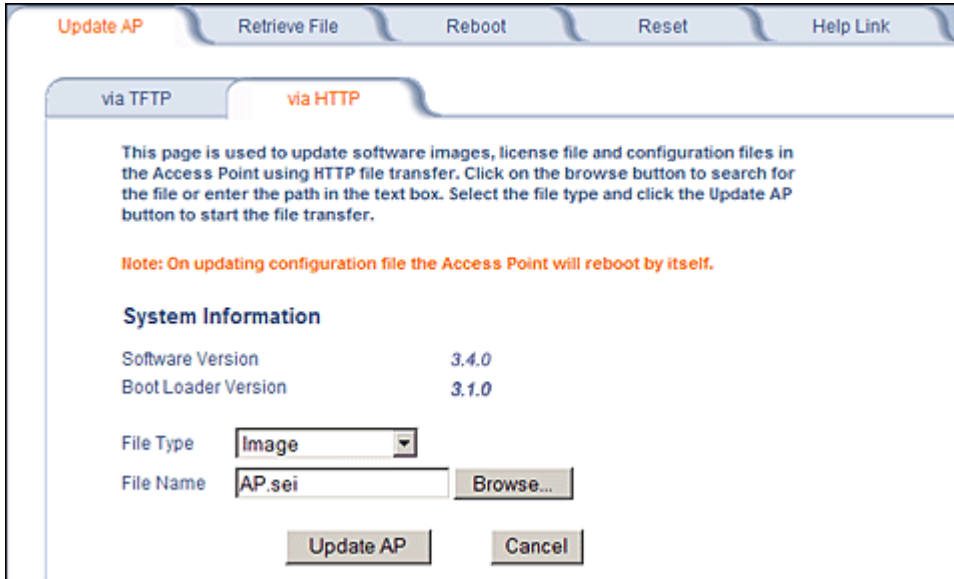 Update AP Retrieve File Reboot Reset Help Link
via TFTP via HTTP
This page is used to update software images, license file and configuration files in
the Access Point using HTTP file transfer. Click on the browse button to search for
the file or enter the path in the text box. Select the file type and click the Update AP
button to start the file transfer.
Note: On updating configuration file the Access Point will reboot by itself.
System Information
Software Version 3.4.0
Boot Loader Version 3.1.0
File Type Image
File Name AP.sei Browse...
Update AP Cancel